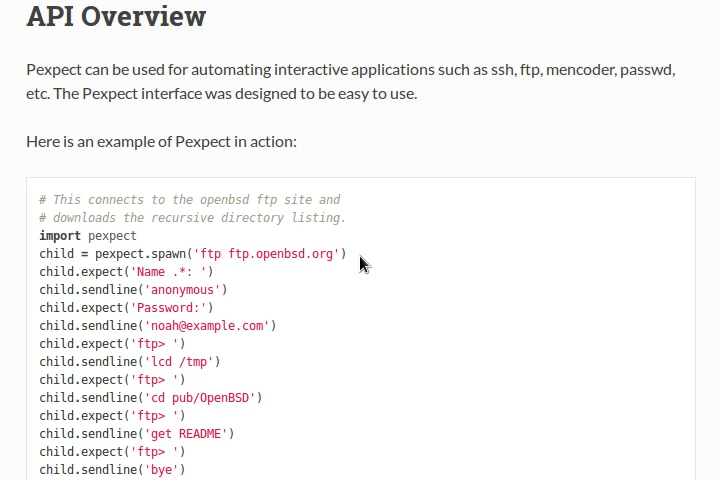 API Overview
Pexpect can be used for automating interactive applications such as ssh, ftp, mencoder, passwd,
etc. The Pexpect interface was designed to be easy to use.
Here is an example of Pexpect in action:
# This connects to the openbsd ftp site and
# downloads the recursive directory listing.
import pexpect
child = pexpect.spawn('ftp ftp.openbsd.org')
child.expect('Name .*: ')
child.sendline('anonymous')
child.expect('Password:')
child.sendline('noah@example.com')
child.expect('ftp> ')
child.sendline('lcd /tmp')
child.expect('ftp> ')
child.sendline('cd pub/OpenBSD')
child.expect('ftp> ')
child.sendline('get README')
child.expect('ftp> ')
child.sendline('bye')